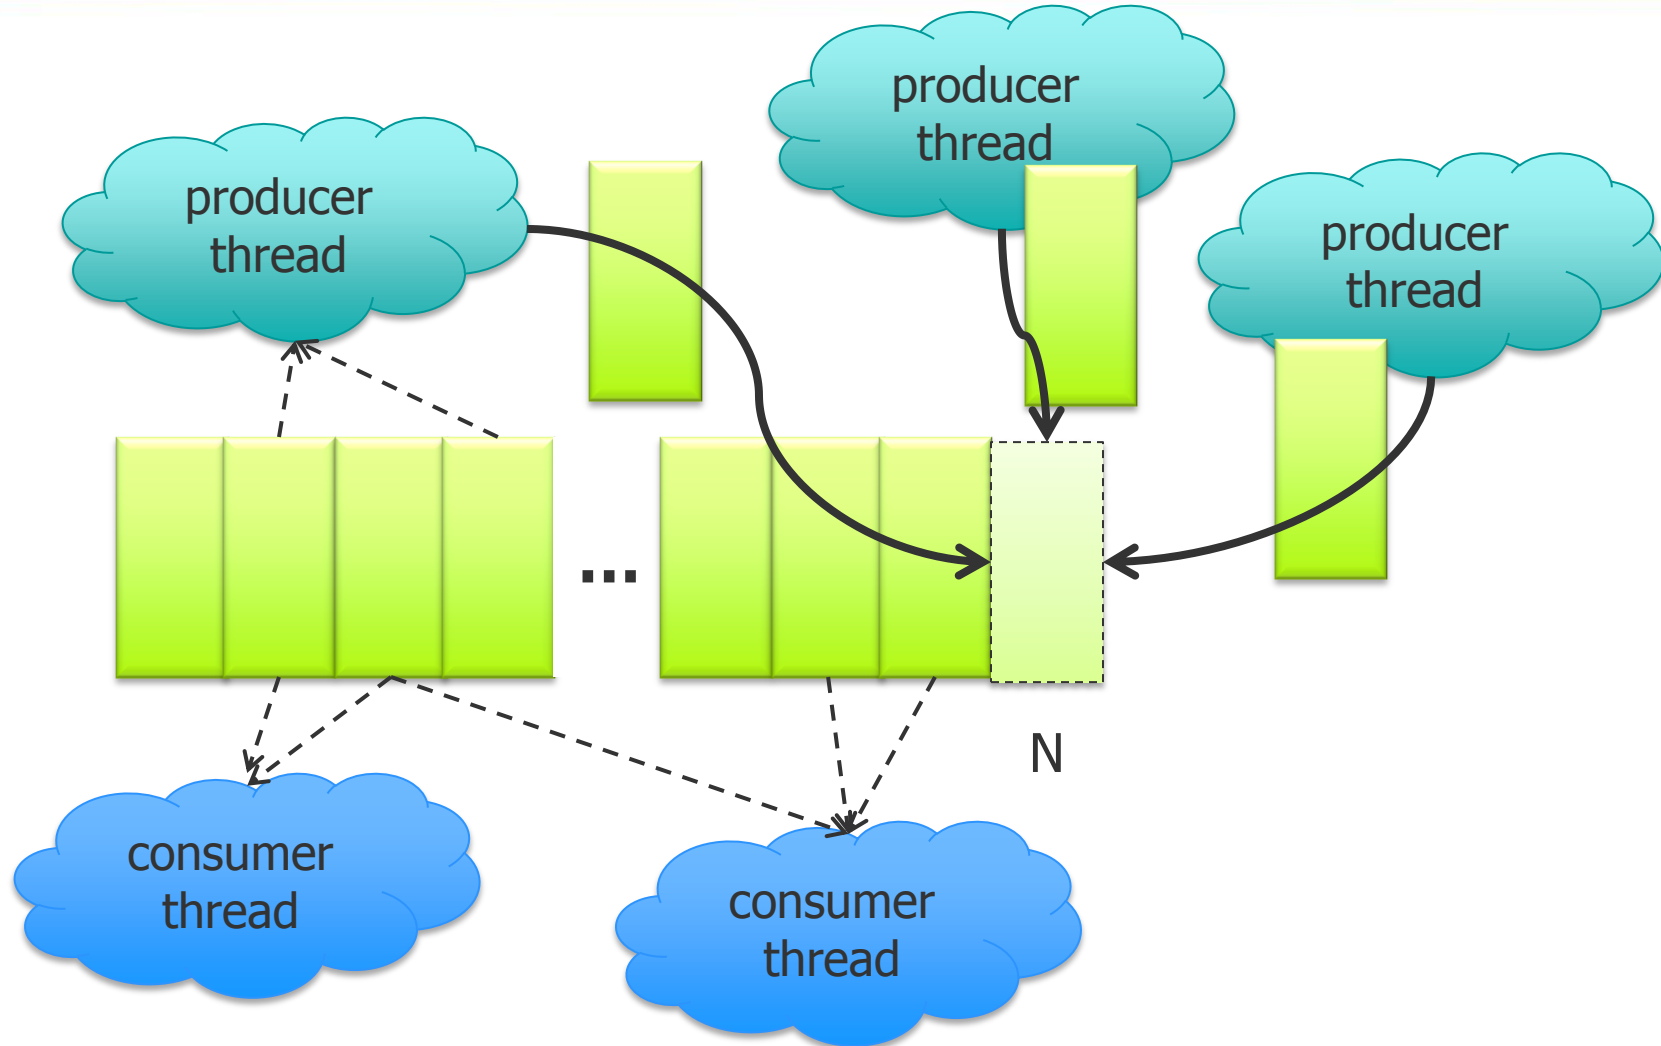 producer
thread
producer
thread
producer
thread
...
N
consumer
thread
consumer
thread